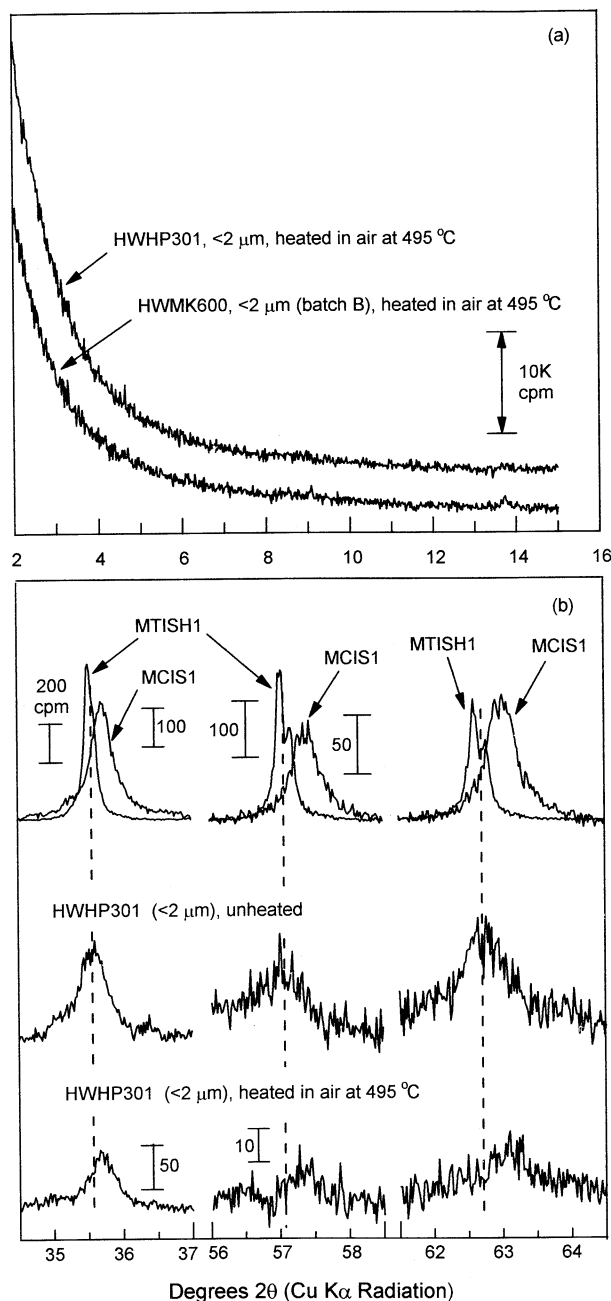 (a)
HWHP301, <2 μm, heated in air at 495 °C
HWMK600, <2 μm (batch B), heated in air at 495 °C
10K
cpm
2 4 6 8 10 12 14 16
(b)
MTISH1
MCIS1
200
cpm
100
100
MCIS1
50
MTISH1
MCIS1
HWHP301 (<2 μm), unheated
HWHP301 (<2 μm), heated in air at 495 °C
50
10
35 36 37 56 57 58 62 63 64
Degrees 2θ (Cu Kα Radiation)